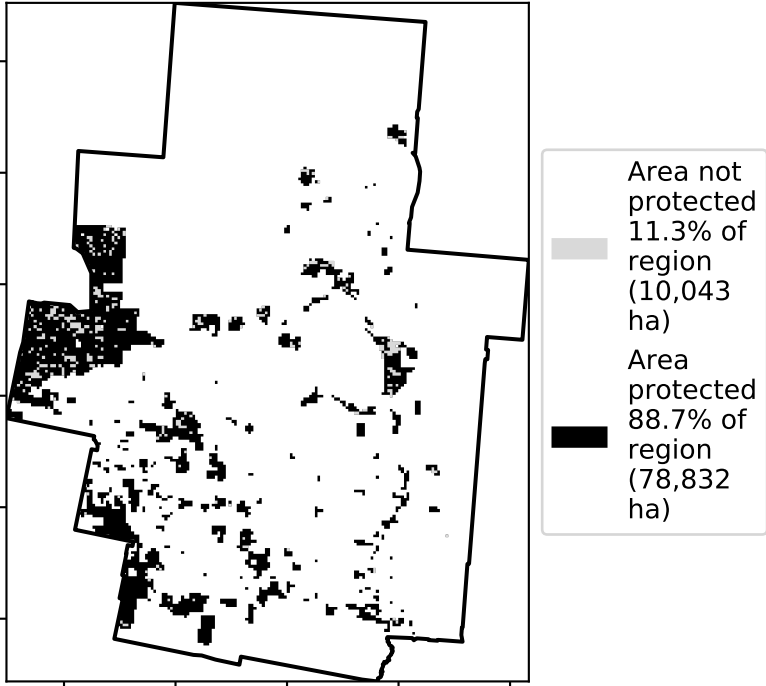 Area not
protected
11.3% of
region
(10,043
ha)
Area
protected
88.7% of
region
(78,832
ha)